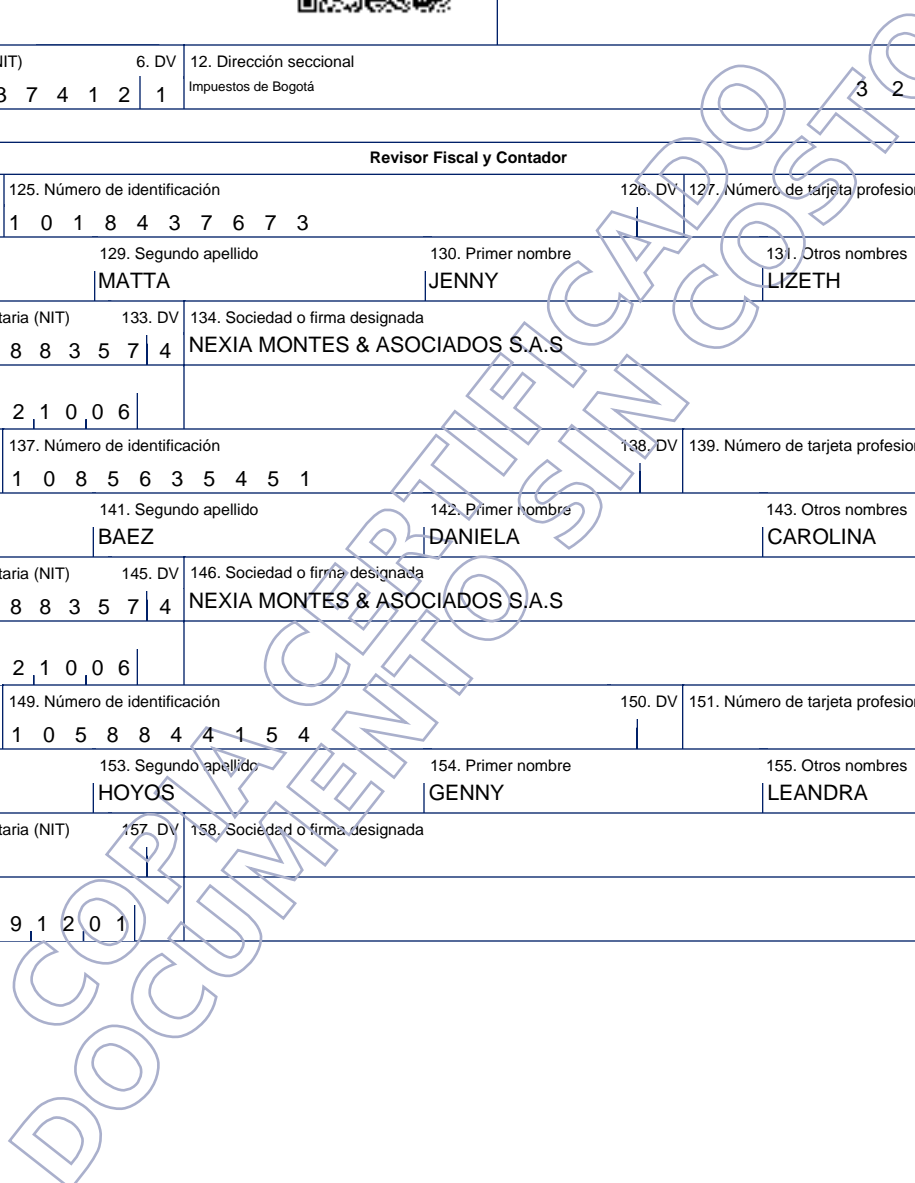 NIT) 6. DV 12. Dirección seccional
3 7 4 1 2 1 Impuestos de Bogotá 3 2
Revisor Fiscal y Contador
125. Número de identificación 126. DV 127. Número de tarjeta profesion
1 0 1 8 4 3 7 6 7 3
129. Segundo apellido 130. Primer nombre 131. Otros nombres
MATTA JENNY LIZETH
taria (NIT) 133. DV 134. Sociedad o firma designada
8 8 3 5 7 4 NEXIA MONTES & ASOCIADOS S.A.S
2 1 0 0 6
137. Número de identificación 138. DV 139. Número de tarjeta profesion
1 0 8 5 6 3 5 4 5 1
141. Segundo apellido 142. Primer nombre 143. Otros nombres
BAEZ DANIELA CAROLINA
taria (NIT) 145. DV 146. Sociedad o firma designada
8 8 3 5 7 4 NEXIA MONTES & ASOCIADOS S.A.S
2 1 0 0 6
149. Número de identificación 150. DV 151. Número de tarjeta profesion
1 0 5 8 8 4 4 1 5 4
153. Segundo apellido 154. Primer nombre 155. Otros nombres
HOYOS GENNY LEANDRA
taria (NIT) 157. DV 158. Sociedad o firma designada
9 1 2 0 1
COPIA CERTIFICADO
DOCUMENTO SIN COSTO